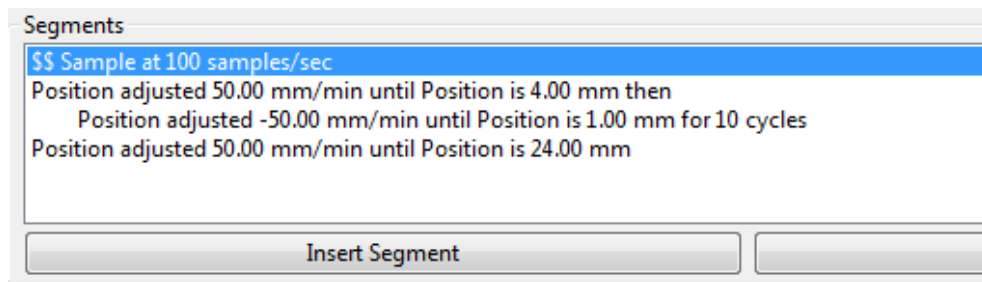 Segments
$$ Sample at 100 samples/sec
Position adjusted 50.00 mm/min until Position is 4.00 mm then
Position adjusted -50.00 mm/min until Position is 1.00 mm for 10 cycles
Position adjusted 50.00 mm/min until Position is 24.00 mm
Insert Segment